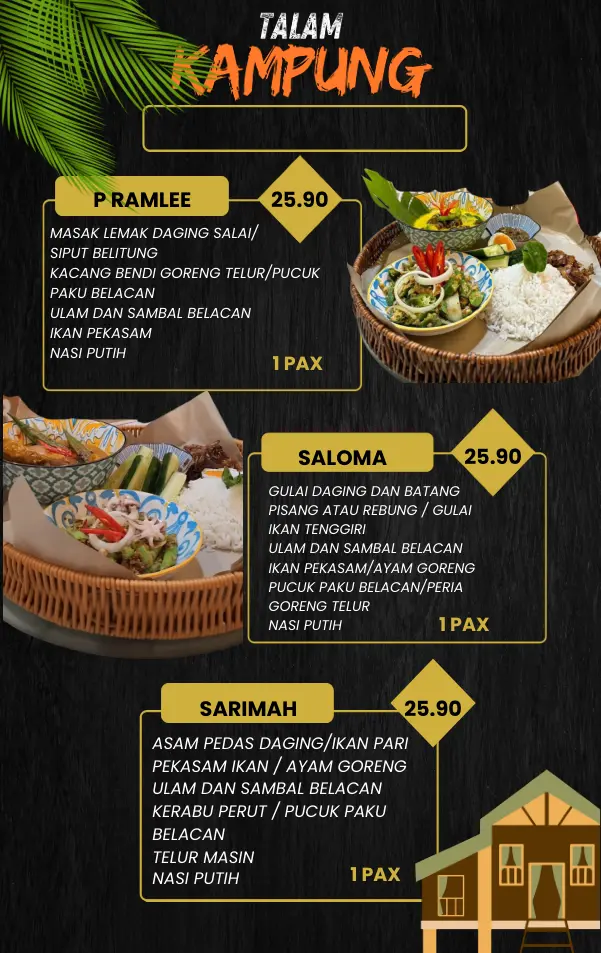 TALAM
KAMPUNG
P RAMLEE
25.90
MASAK LEMAK DAGING SALAI/
SIPUT BELITUNG
KACANG BENDI GORENG TELUR/PUCUK
PAKU BELACAN
ULAM DAN SAMBAL BELACAN
IKAN PEKASAM
NASI PUTIH
1 PAX
SALOMA
25.90
GULAI DAGING DAN BATANG
PISANG ATAU REBUNG / GULAI
IKAN TENGGIRI
ULAM DAN SAMBAL BELACAN
IKAN PEKASAM/AYAM GORENG
PUCUK PAKU BELACAN/PERIA
GORENG TELUR
NASI PUTIH
1 PAX
SARIMAH
25.90
ASAM PEDAS DAGING/IKAN PARI
PEKASAM IKAN / AYAM GORENG
ULAM DAN SAMBAL BELACAN
KERABU PERUT / PUCUK PAKU
BELACAN
TELUR MASIN
NASI PUTIH
1 PAX